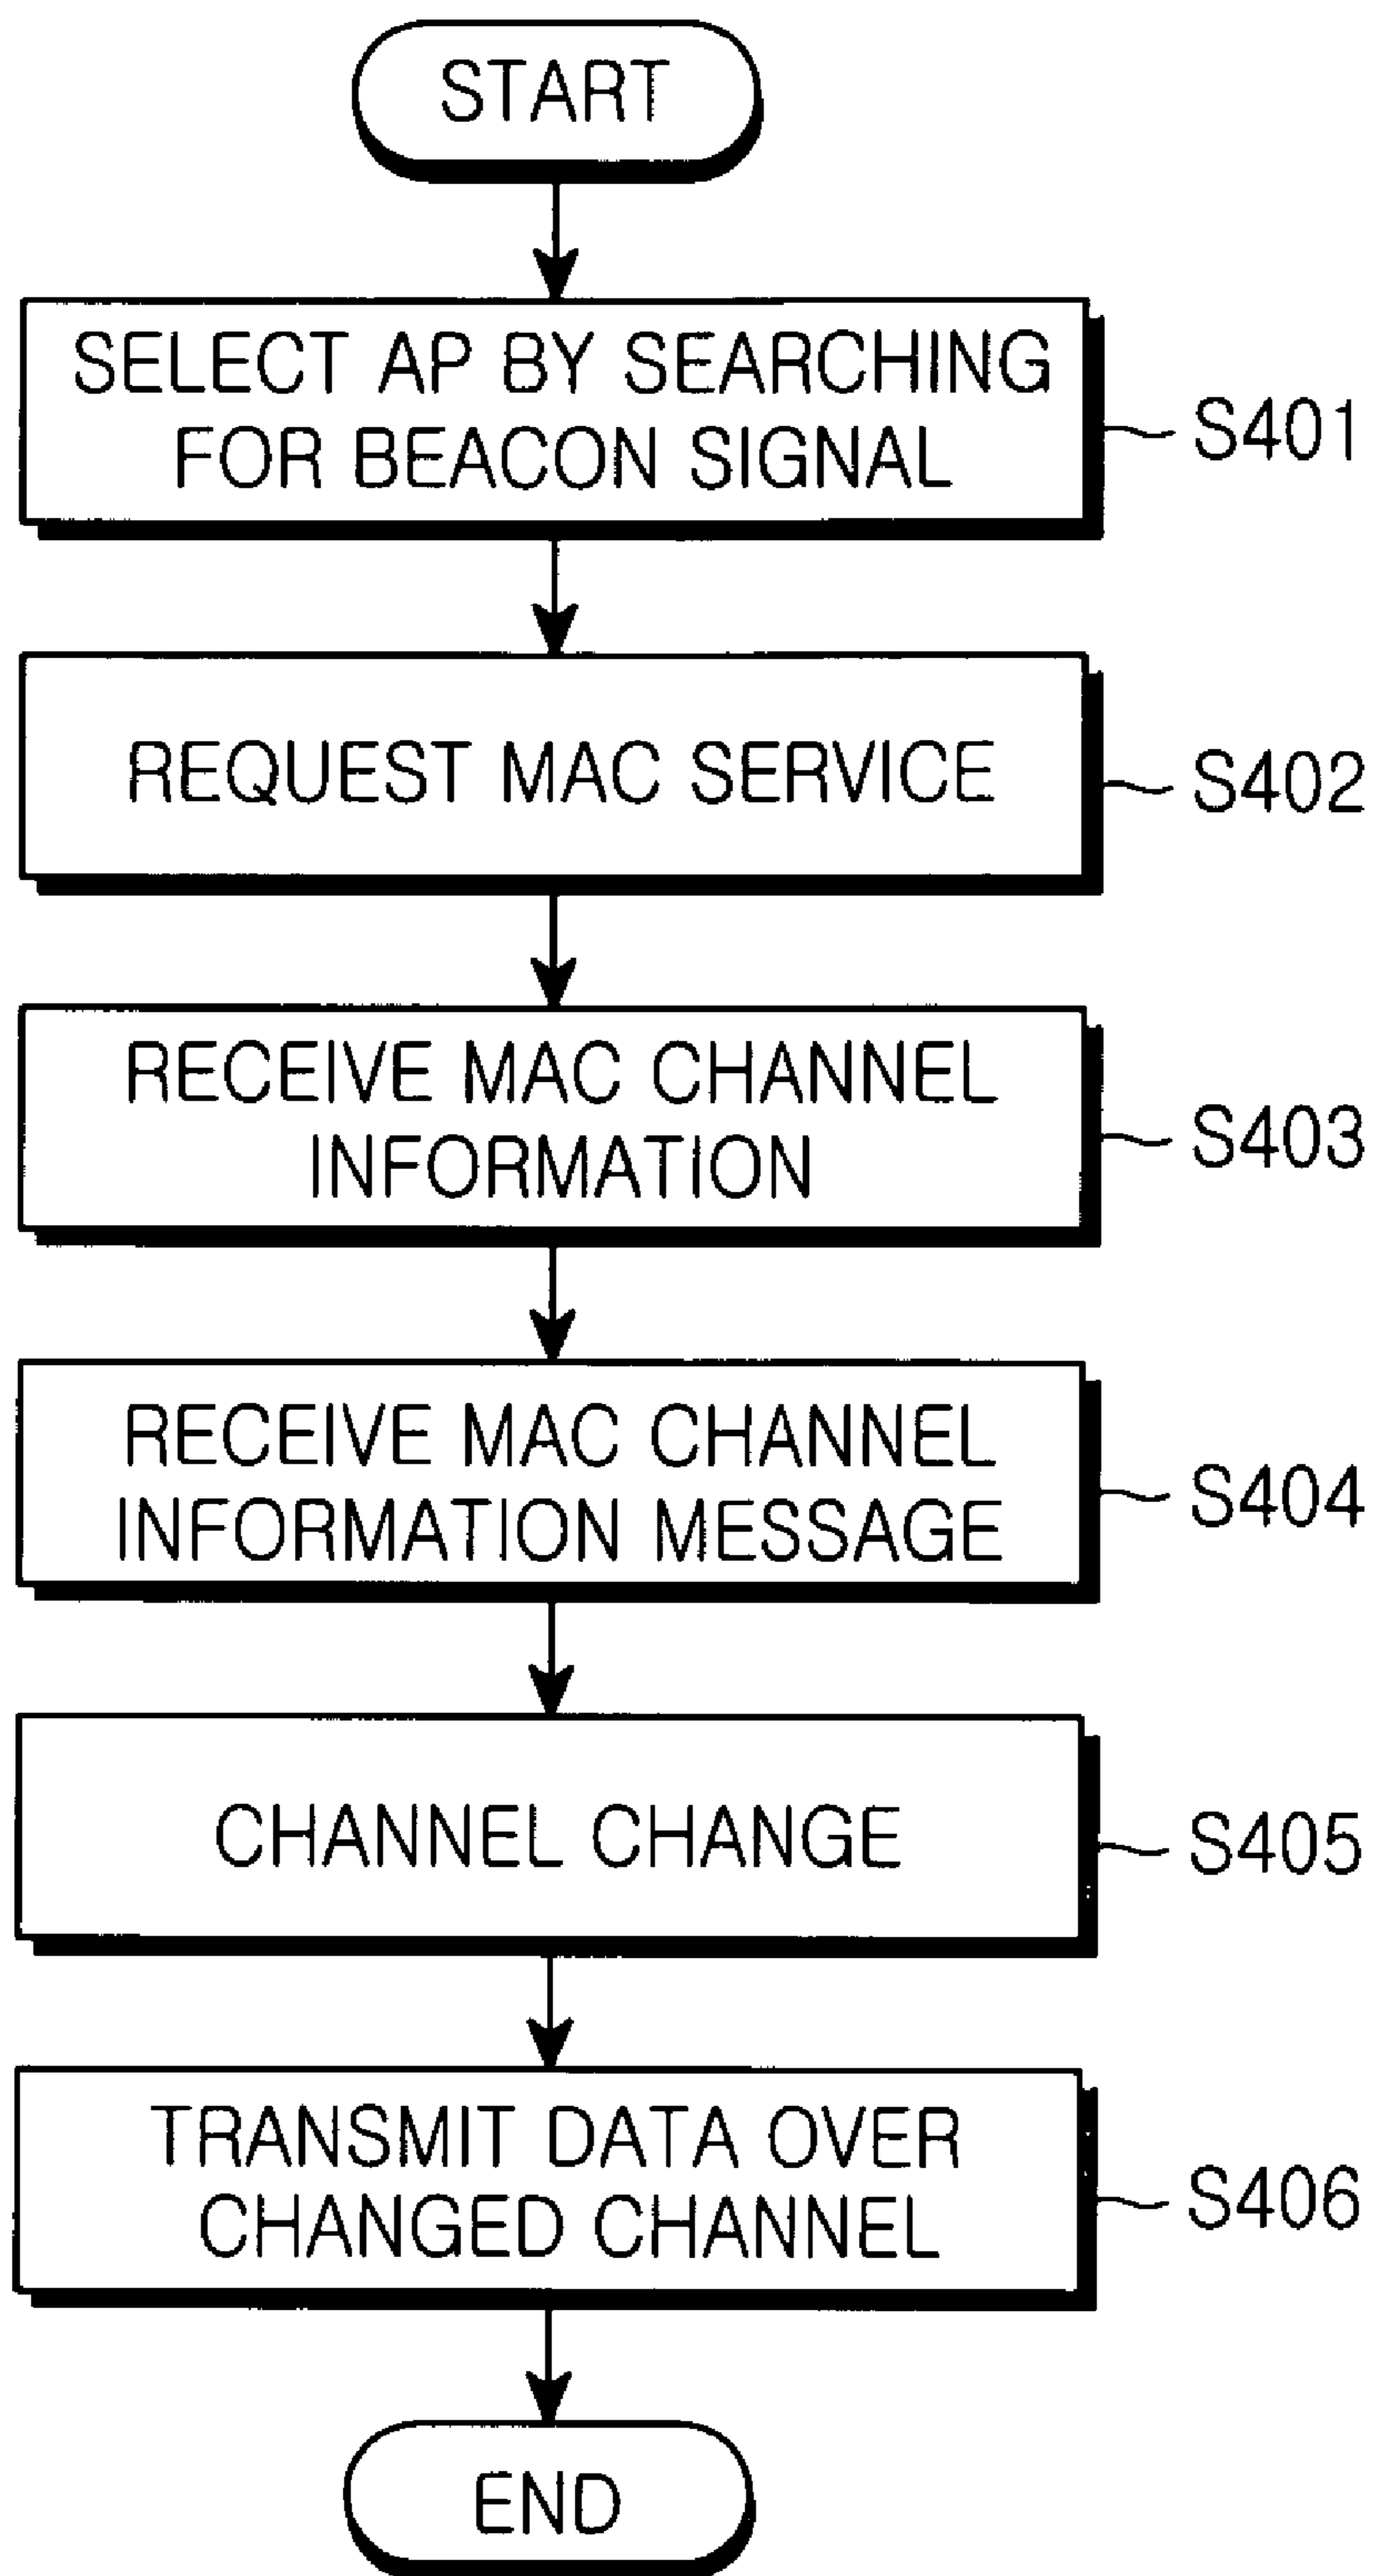 START
SELECT AP BY SEARCHING
FOR BEACON SIGNAL
S401
REQUEST MAC SERVICE
S402
RECEIVE MAC CHANNEL
INFORMATION
S403
RECEIVE MAC CHANNEL
INFORMATION MESSAGE
S404
CHANNEL CHANGE
S405
TRANSMIT DATA OVER
CHANGED CHANNEL
S406
END